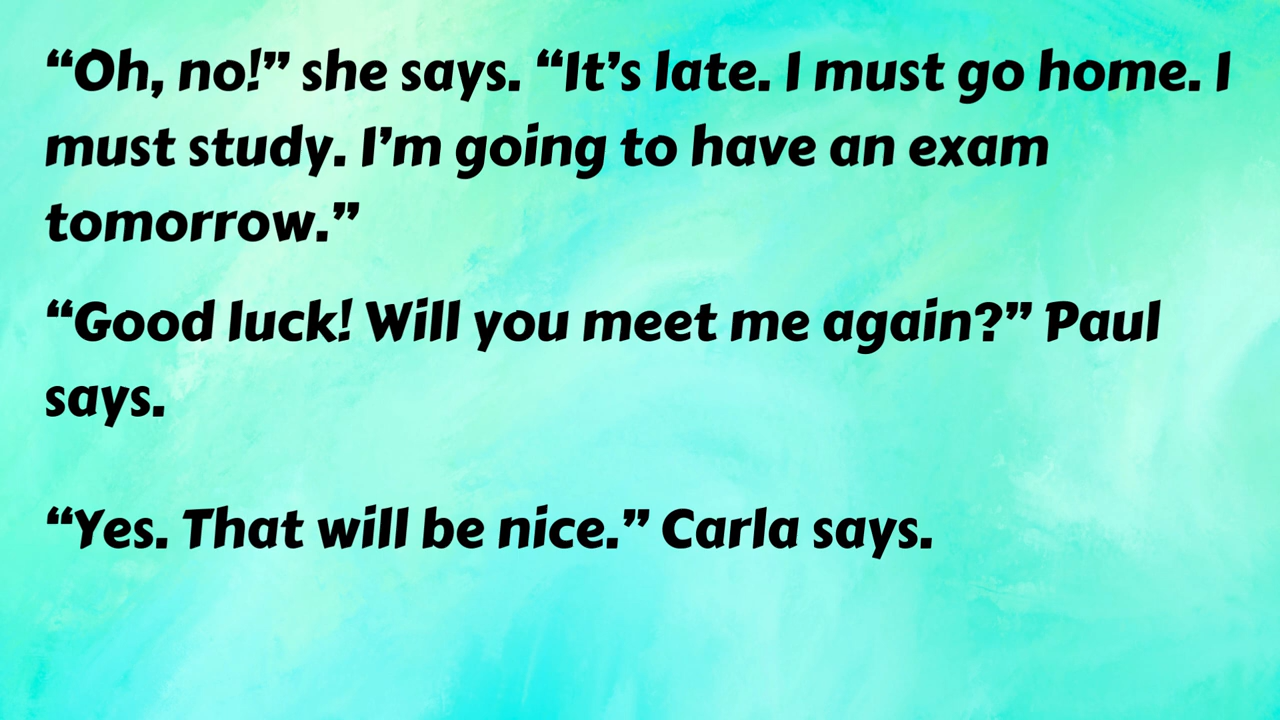 “Oh, no!” she says. “It’s late. I must go home. I
must study. I’m going to have an exam
tomorrow.”
“Good luck! Will you meet me again?” Paul
says.
“Yes. That will be nice.” Carla says.